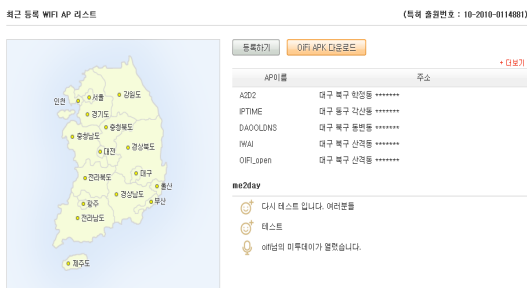 최근 등록 WIFI AP 리스트
(특허 출원번호 : 10-2010-0114881)
등록하기 OiFi APK 다운로드
+ 더보기
AP이름 주소
A2D2 대구 북구 학정동 *******
IPTIME 대구 동구 각산동 *******
DAOOLDNS 대구 북구 동변동 *******
IWAI 대구 북구 산격동 *******
OIFI_open 대구 북구 산격동 *******
me2day
다시 테스트 입니다. 여러분들
테스트
oifi님의 미투데이가 열렸습니다.
인천
서울
강원도
경기도
충청북도
충청남도
대전
경상북도
전라북도
대구
울산
경상남도
부산
광주
전라남도
제주도